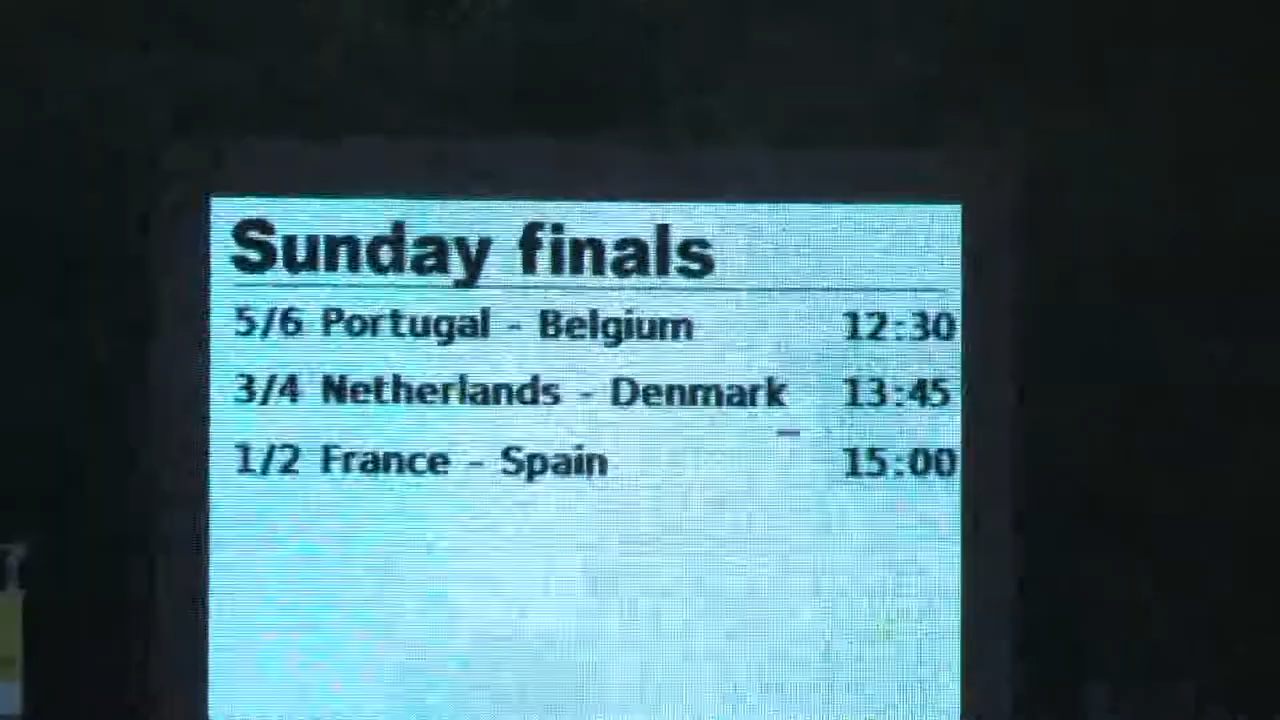 Sunday finals
5/6 Portugal - Belgium 12:30
3/4 Netherlands - Denmark 13:45
1/2 France - Spain 15:00